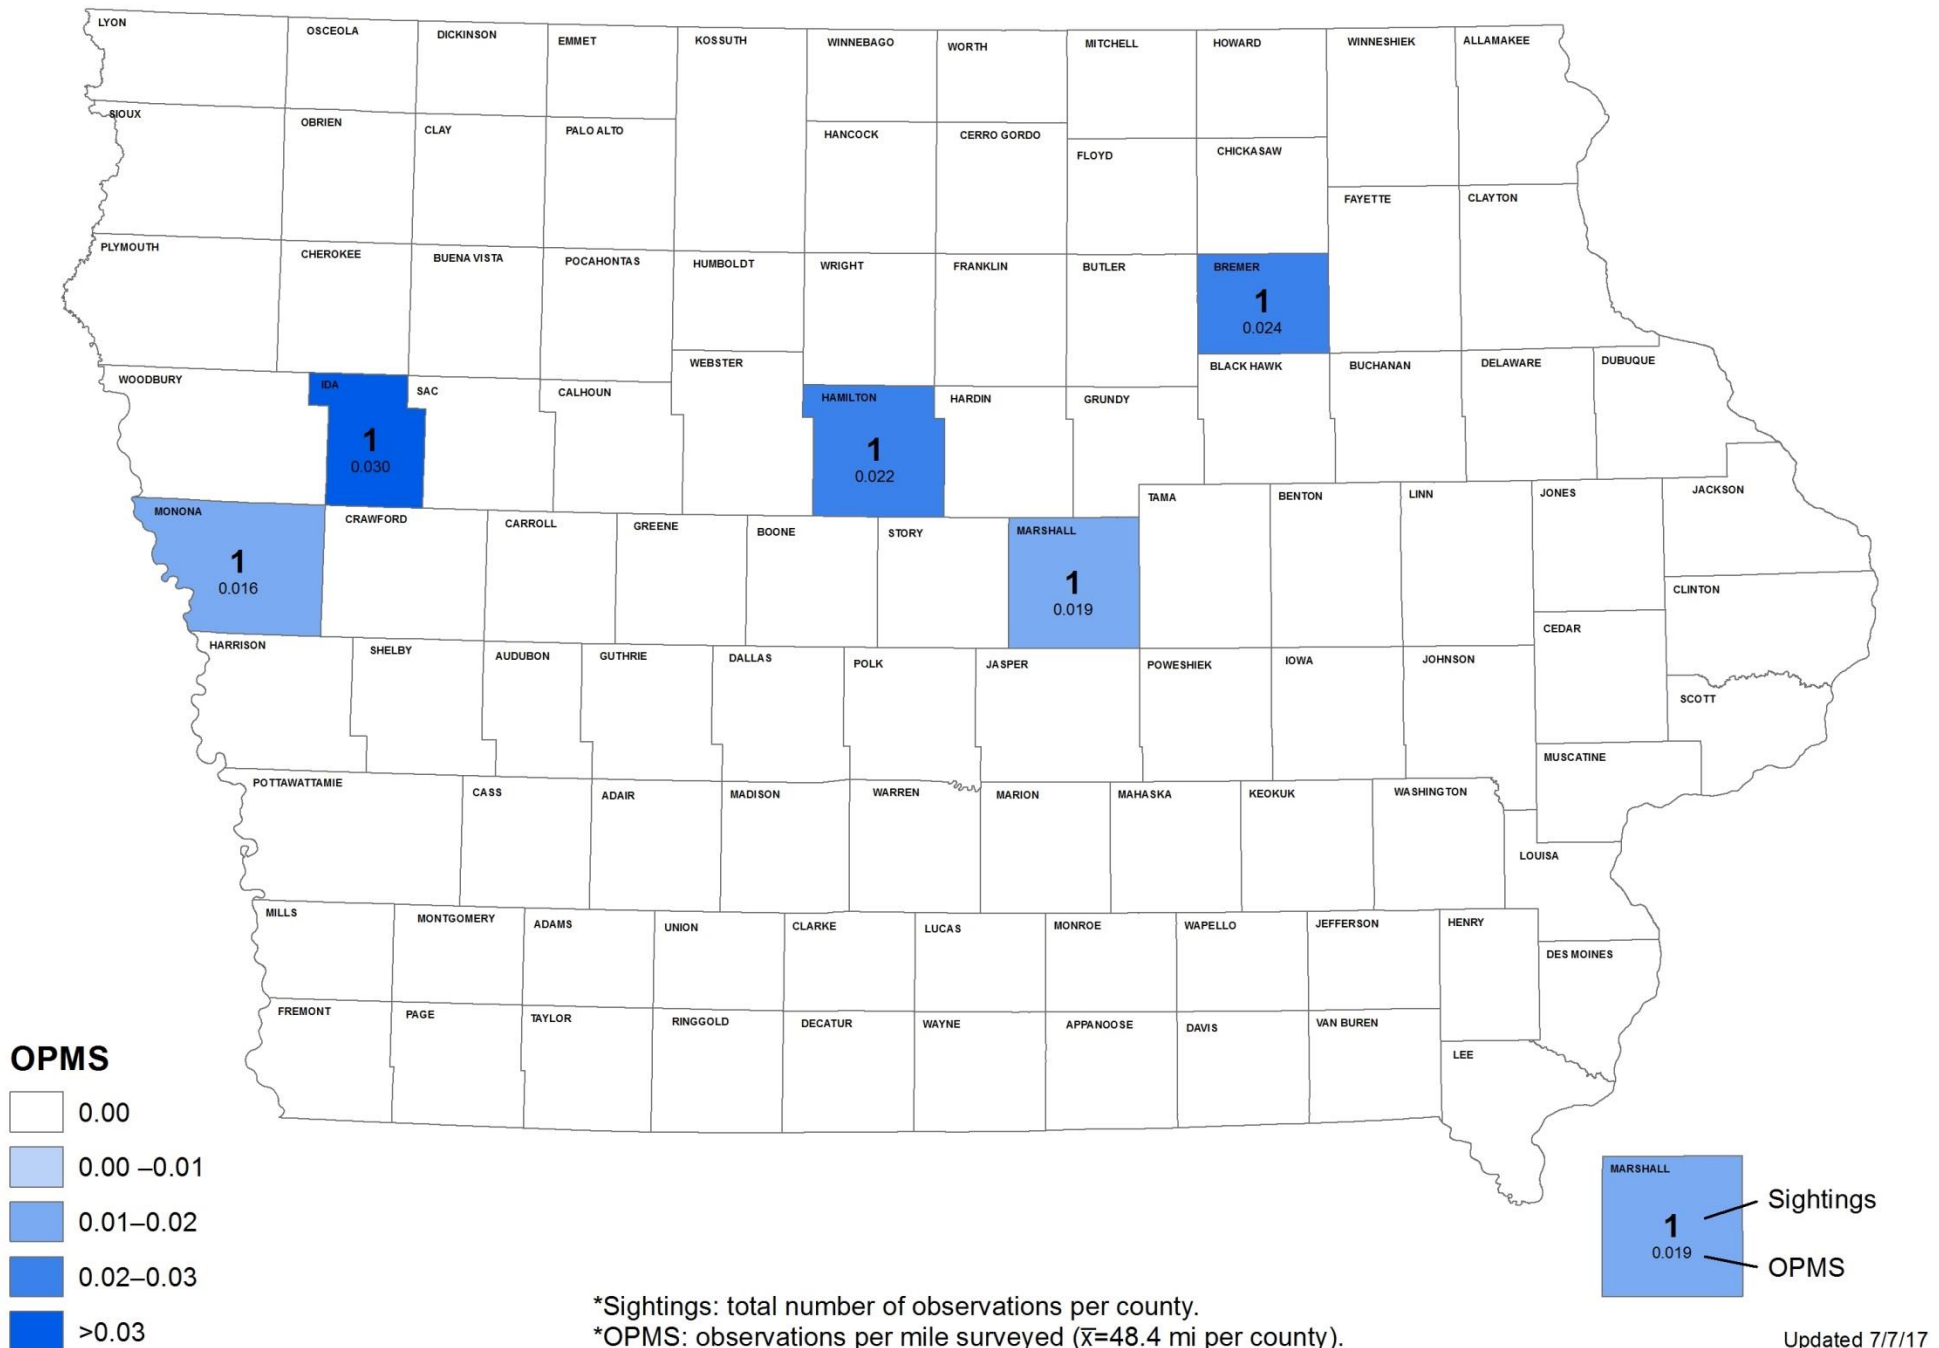 LYON
OSCEOLA
DICKINSON
EMMET
KOSSUTH
WINNEBAGO
WORTH
MITCHELL
HOWARD
WINNESHIEK
ALLAMAKEE
SIOUX
OBRIEN
CLAY
PALO ALTO
HANCOCK
CERRO GORDO
FLOYD
CHICKASAW
FAYETTE
CLAYTON
PLYMOUTH
CHEROKEE
BUENA VISTA
POCAHONTAS
HUMBOLDT
WRIGHT
FRANKLIN
BUTLER
BREMER
1
0.024
WOODBURY
IDA
1
0.030
SAC
CALHOUN
WEBSTER
HAMILTON
1
0.022
HARDIN
GRUNDY
BLACK HAWK
BUCHANAN
DELAWARE
DUBUQUE
MONONA
1
0.016
CRAWFORD
CARROLL
GREENE
BOONE
STORY
MARSHALL
1
0.019
TAMA
BENTON
LINN
JONES
JACKSON
CLINTON
CEDAR
HARRISON
SHELBY
AUDUBON
GUTHRIE
DALLAS
POLK
JASPER
POWESHIEK
IOWA
JOHNSON
SCOTT
MUSCATINE
POTTAWATTAMIE
CASS
ADAIR
MADISON
WARREN
MARION
MAHASKA
KEOKUK
WASHINGTON
LOUISA
MILLS
MONTGOMERY
ADAMS
UNION
CLARKE
LUCAS
MONROE
WAPELLO
JEFFERSON
HENRY
DES MOINES
FREMONT
PAGE
TAYLOR
RINGGOLD
DECATUR
WAYNE
APPANOOSE
DAVIS
VAN BUREN
LEE
OPMS
0.00
0.00 –0.01
0.01–0.02
0.02–0.03
>0.03
MARSHALL
1
0.019
Sightings
OPMS
*Sightings: total number of observations per county.
*OPMS: observations per mile surveyed (x̅=48.4 mi per county).
Updated 7/7/17